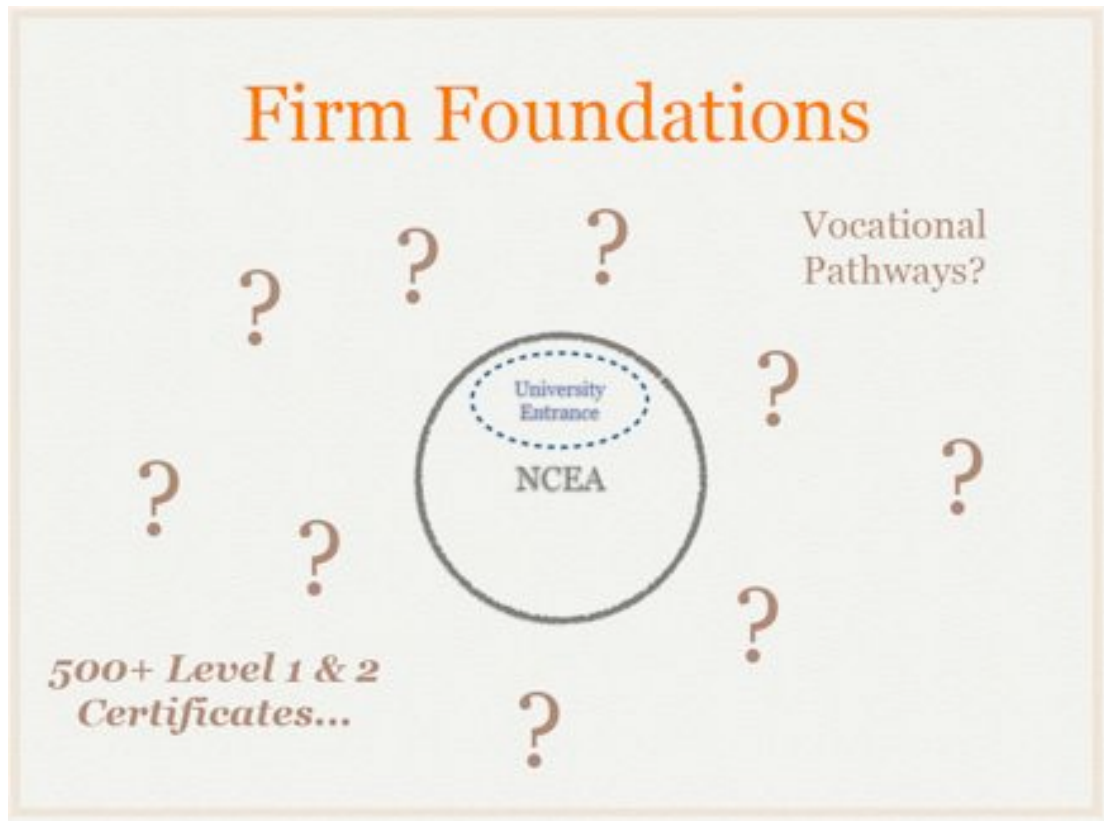 Firm Foundations
?
?
?
Vocational
Pathways?
University
Entrance
?
NCEA
?
?
?
?
500+ Level 1 & 2
Certificates...
?